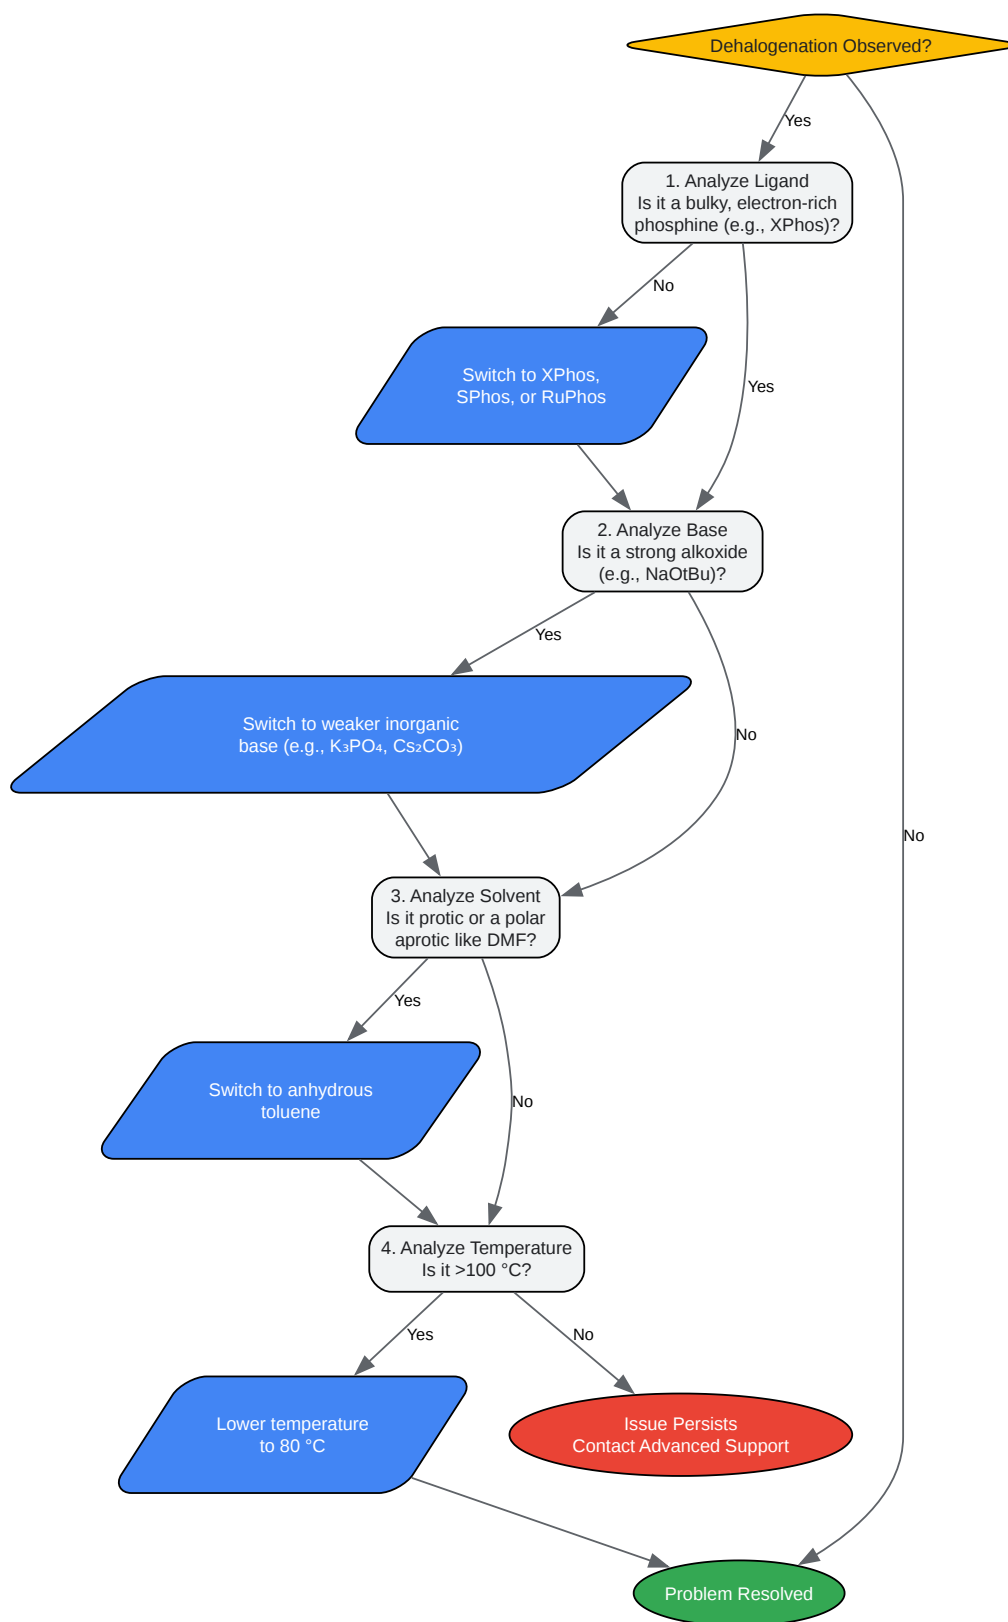 Dehalogenation Observed?
Yes
1. Analyze Ligand
Is it a bulky, electron-rich
phosphine (e.g., XPhos)?
No
Switch to XPhos,
SPhos, or RuPhos
Yes
2. Analyze Base
Is it a strong alkoxide
(e.g., NaOtBu)?
Yes
Switch to weaker inorganic
base (e.g., K₃PO₄, Cs₂CO₃)
No
No
3. Analyze Solvent
Is it protic or a polar
aprotic like DMF?
Yes
Switch to anhydrous
toluene
No
4. Analyze Temperature
Is it >100 °C?
Yes
No
Lower temperature
to 80 °C
Issue Persists
Contact Advanced Support
Problem Resolved